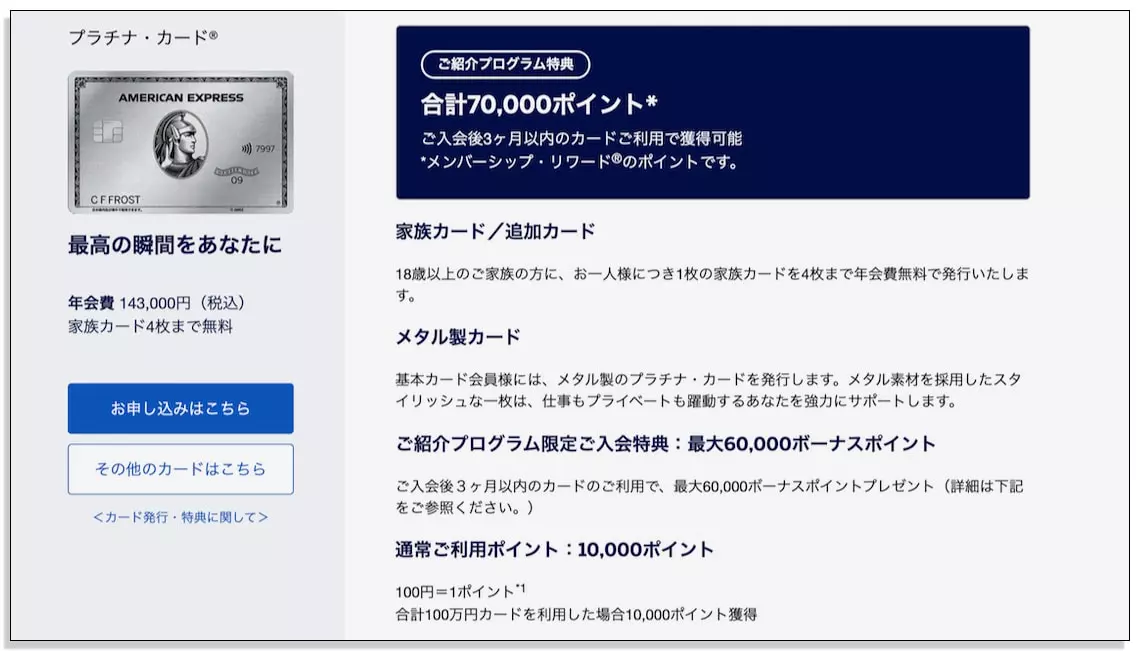 プラチナ・カード®
AMERICAN EXPRESS
7997
09
C F FROST
最高の瞬間をあなたに
年会費 143,000円（税込）
家族カード4枚まで無料
お申し込みはこちら
その他のカードはこちら
＜カード発行・特典に関して＞
ご紹介プログラム特典
合計70,000ポイント*
ご入会後3ヶ月以内のカードご利用で獲得可能
*メンバーシップ・リワード®のポイントです。
家族カード／追加カード
18歳以上のご家族の方に、お一人様につき1枚の家族カードを4枚まで年会費無料で発行いたしま
す。
メタル製カード
基本カード会員様には、メタル製のプラチナ・カードを発行します。メタル素材を採用したスタ
イリッシュな一枚は、仕事もプライベートも躍動するあなたを強力にサポートします。
ご紹介プログラム限定ご入会特典：最大60,000ボーナスポイント
ご入会後３ヶ月以内のカードのご利用で、最大60,000ボーナスポイントプレゼント（詳細は下記
をご参照ください。）
通常ご利用ポイント：10,000ポイント
100円＝1ポイント*1
合計100万円カードを利用した場合10,000ポイント獲得